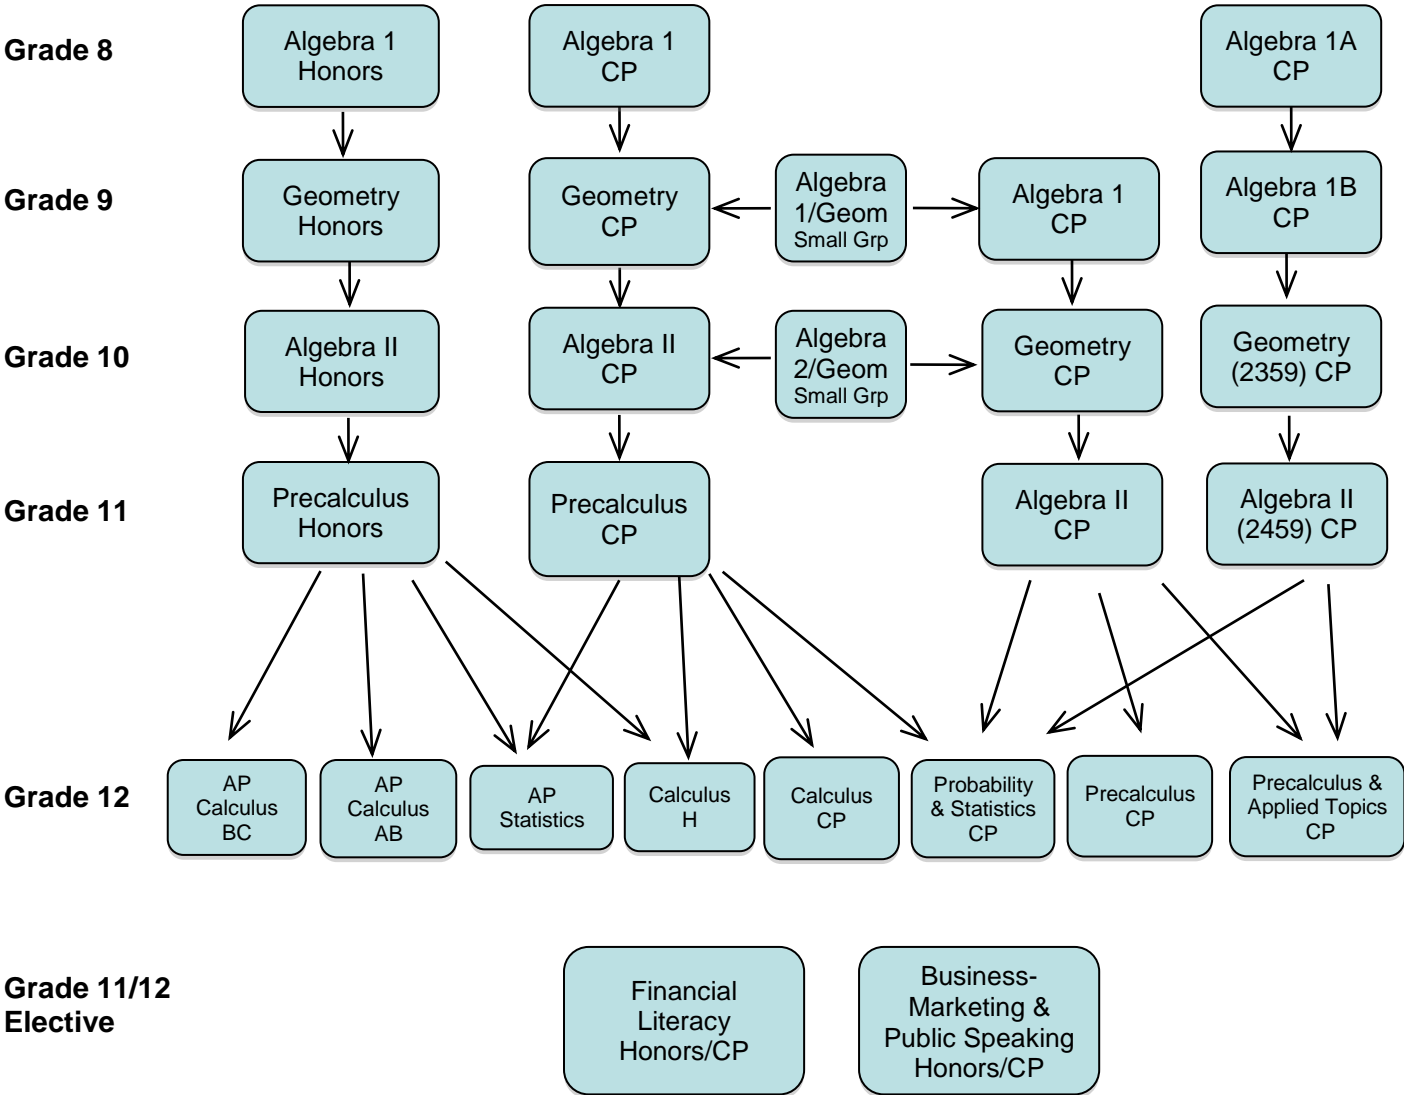 Grade 8
Algebra 1
Honors
Algebra 1
CP
Algebra 1A
CP
Grade 9
Geometry
Honors
Geometry
CP
Algebra
1/Geom
Small Grp
Algebra 1
CP
Algebra 1B
CP
Grade 10
Algebra II
Honors
Algebra II
CP
Algebra
2/Geom
Small Grp
Geometry
CP
Geometry
(2359) CP
Grade 11
Precalculus
Honors
Precalculus
CP
Algebra II
CP
Algebra II
(2459) CP
Grade 12
AP
Calculus
BC
AP
Calculus
AB
AP
Statistics
Calculus
H
Calculus
CP
Probability
& Statistics
CP
Precalculus
CP
Precalculus &
Applied Topics
CP
Grade 11/12
Elective
Financial
Literacy
Honors/CP
Business-
Marketing &
Public Speaking
Honors/CP